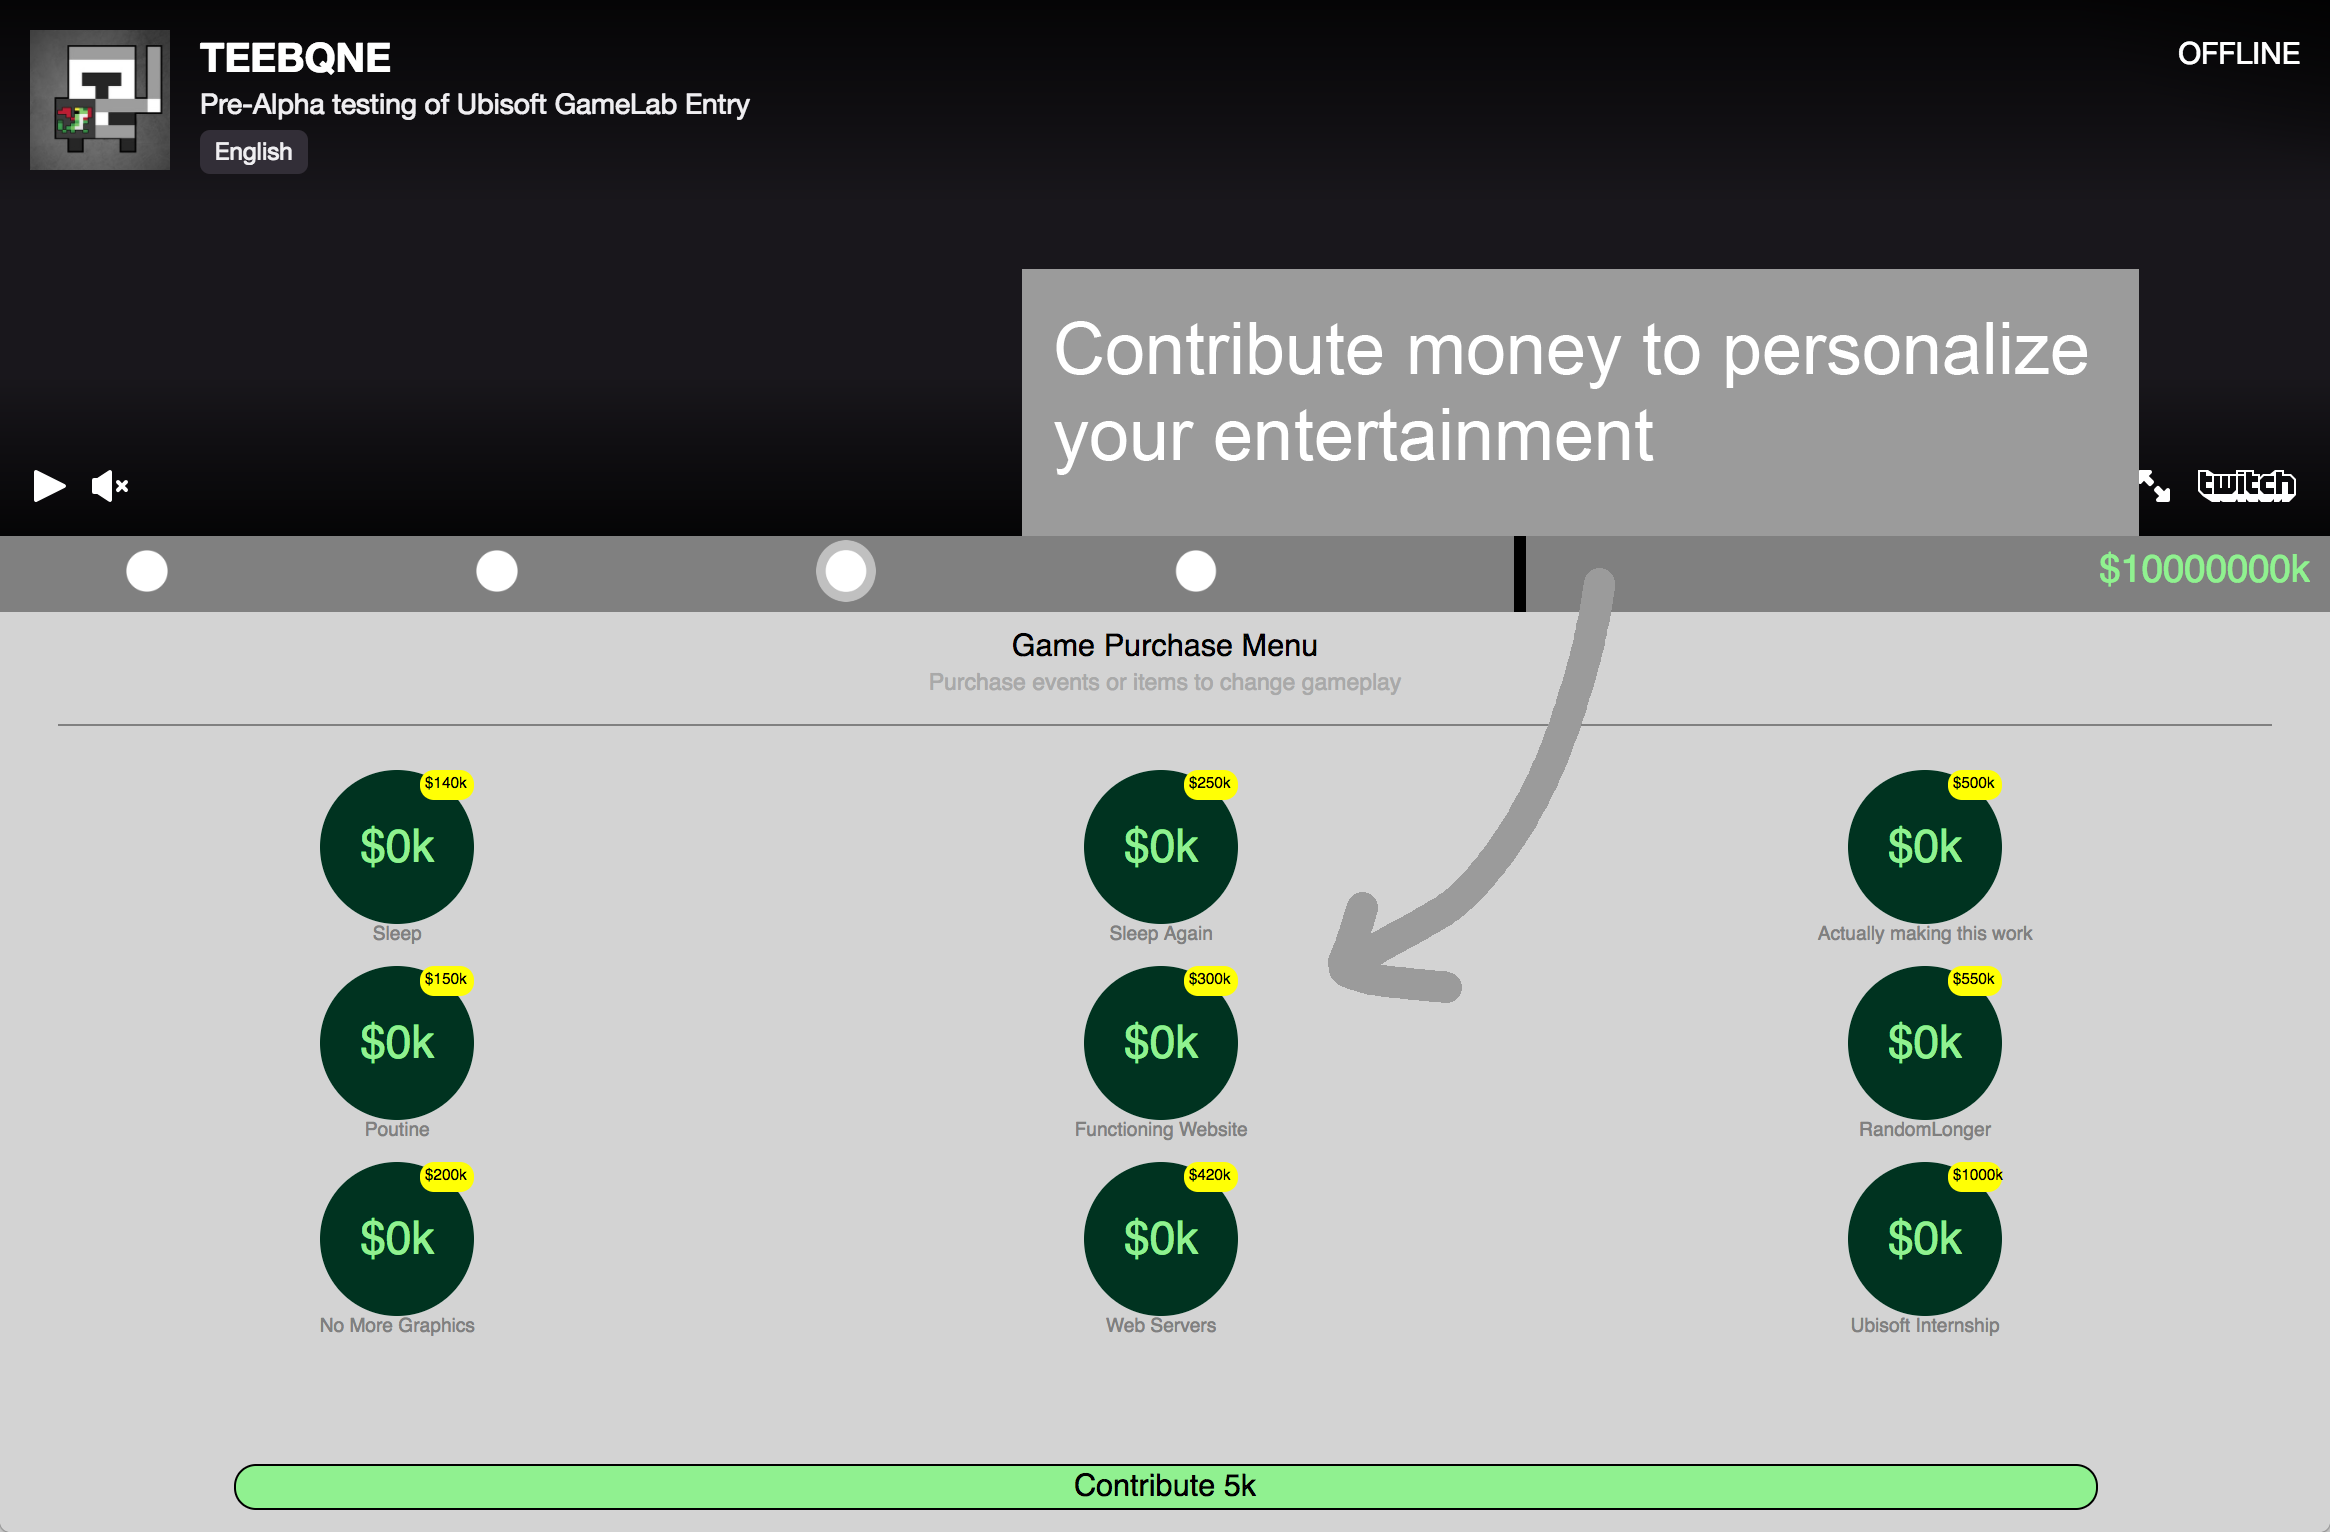 TEEBQNE
OFFLINE
Pre-Alpha testing of Ubisoft GameLab Entry
English
Contribute money to personalize
your entertainment
twitch
$10000000k
Game Purchase Menu
Purchase events or items to change gameplay
$140k
$0k
Sleep
$250k
$0k
Sleep Again
$500k
$0k
Actually making this work
$150k
$0k
Poutine
$300k
$0k
Functioning Website
$550k
$0k
RandomLonger
$200k
$0k
No More Graphics
$420k
$0k
Web Servers
$1000k
$0k
Ubisoft Internship
Contribute 5k